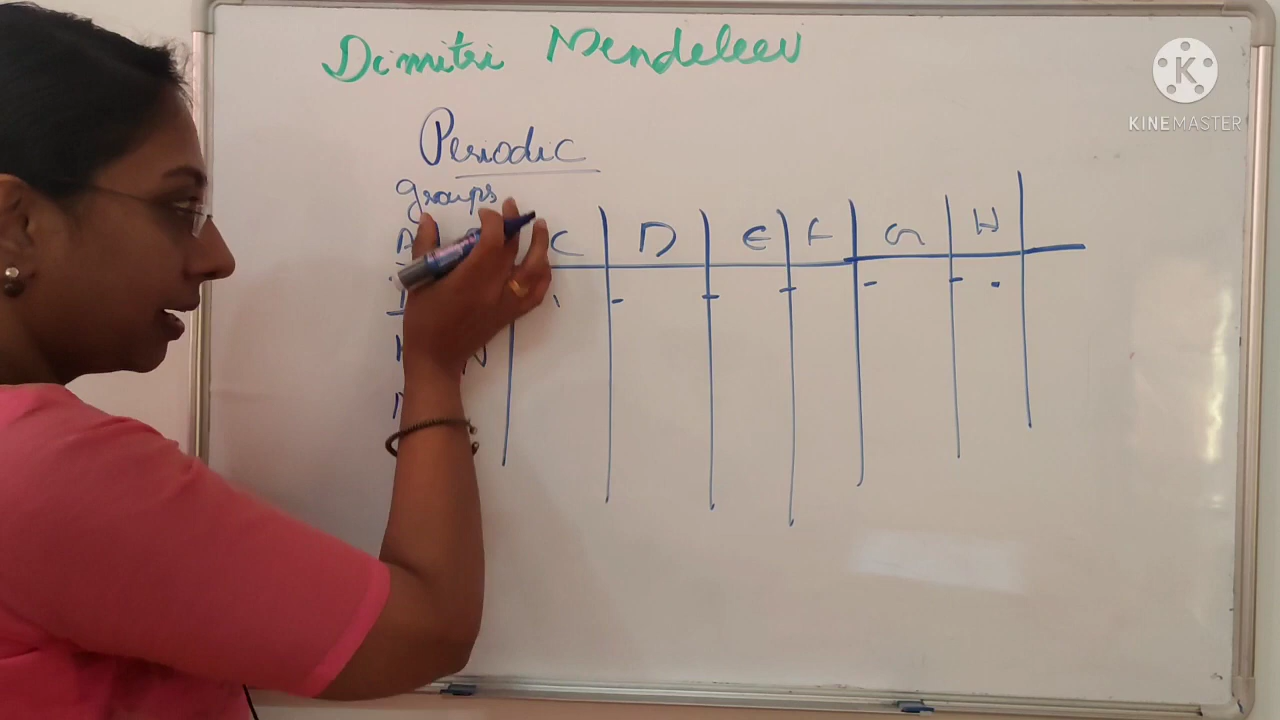 Dimitri Mendeleev
Periodic
groups
A C D E F G H
N
K
KINEMASTER